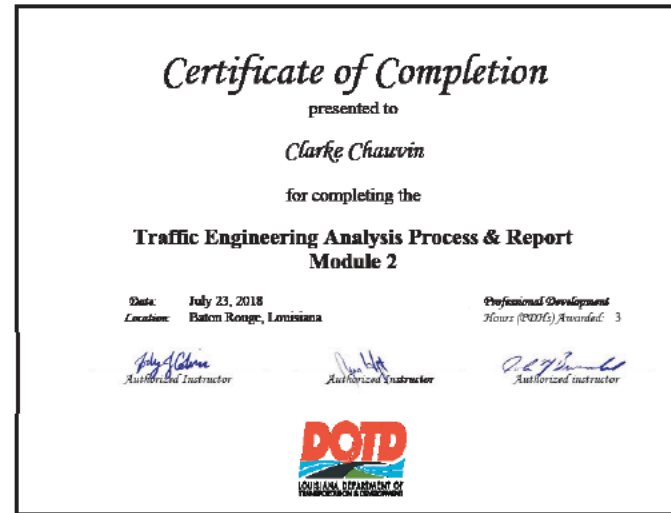 Certificate of Completion
presented to
Clarke Chauvin
for completing the
Traffic Engineering Analysis Process & Report
Module 2
Date: July 23, 2018
Location: Baton Rouge, Louisiana
Professional Development
Hours (PDHs) Awarded: 3
Authorized Instructor
Authorized Instructor
Authorized instructor
DOTD
LOUISIANA DEPARTMENT OF
TRANSPORTATION & DEVELOPMENT